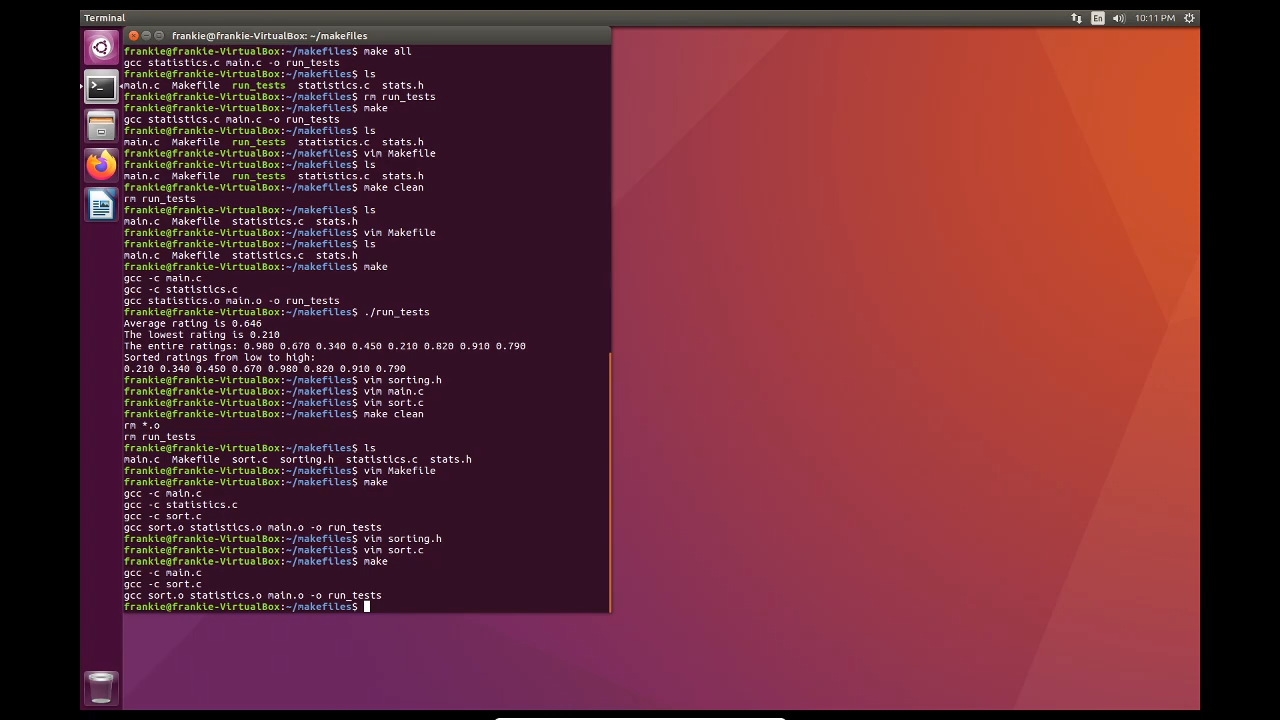 Terminal
En
10:11 PM
frankie@frankie-VirtualBox: ~/makefiles
frankie@frankie-VirtualBox:~/makefiles$ make all
gcc statistics.c main.c -o run_tests
frankie@frankie-VirtualBox:~/makefiles$ ls
main.c  Makefile  run_tests  statistics.c  stats.h
frankie@frankie-VirtualBox:~/makefiles$ rm run_tests
frankie@frankie-VirtualBox:~/makefiles$ make
gcc statistics.c main.c -o run_tests
frankie@frankie-VirtualBox:~/makefiles$ ls
main.c  Makefile  run_tests  statistics.c  stats.h
frankie@frankie-VirtualBox:~/makefiles$ vim Makefile
frankie@frankie-VirtualBox:~/makefiles$ ls
main.c  Makefile  run_tests  statistics.c  stats.h
frankie@frankie-VirtualBox:~/makefiles$ make clean
rm run_tests
frankie@frankie-VirtualBox:~/makefiles$ ls
main.c  Makefile  statistics.c  stats.h
frankie@frankie-VirtualBox:~/makefiles$ vim Makefile
frankie@frankie-VirtualBox:~/makefiles$ ls
main.c  Makefile  statistics.c  stats.h
frankie@frankie-VirtualBox:~/makefiles$ make
gcc -c main.c
gcc -c statistics.c
gcc statistics.o main.o -o run_tests
frankie@frankie-VirtualBox:~/makefiles$ ./run_tests
Average rating is 0.646
The lowest rating is 0.210
The entire ratings: 0.980 0.670 0.340 0.450 0.210 0.820 0.910 0.790
Sorted ratings from low to high:
0.210 0.340 0.450 0.670 0.980 0.820 0.910 0.790
frankie@frankie-VirtualBox:~/makefiles$ vim sorting.h
frankie@frankie-VirtualBox:~/makefiles$ vim main.c
frankie@frankie-VirtualBox:~/makefiles$ vim sort.c
frankie@frankie-VirtualBox:~/makefiles$ make clean
rm *.o
rm run_tests
frankie@frankie-VirtualBox:~/makefiles$ ls
main.c  Makefile  sort.c  sorting.h  statistics.c  stats.h
frankie@frankie-VirtualBox:~/makefiles$ vim Makefile
frankie@frankie-VirtualBox:~/makefiles$ make
gcc -c main.c
gcc -c statistics.c
gcc -c sort.c
gcc sort.o statistics.o main.o -o run_tests
frankie@frankie-VirtualBox:~/makefiles$ vim sorting.h
frankie@frankie-VirtualBox:~/makefiles$ vim sort.c
frankie@frankie-VirtualBox:~/makefiles$ make
gcc -c main.c
gcc -c sort.c
gcc sort.o statistics.o main.o -o run_tests
frankie@frankie-VirtualBox:~/makefiles$